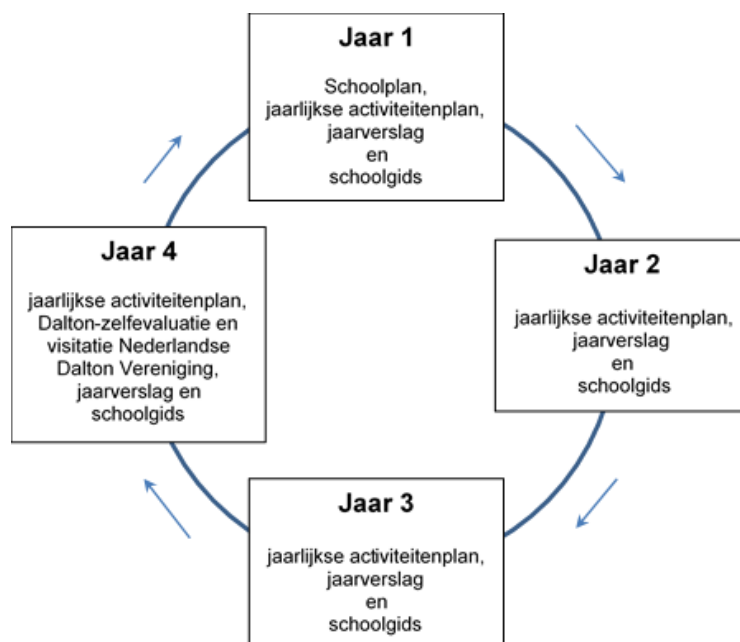 Jaar 1
Schoolplan,
jaarlijkse activiteitenplan,
jaarverslag
en
schoolgids
Jaar 2
jaarlijkse activiteitenplan,
jaarverslag
en
schoolgids
Jaar 3
jaarlijkse activiteitenplan,
jaarverslag
en
schoolgids
Jaar 4
jaarlijkse activiteitenplan,
Dalton-zelfevaluatie en
visitatie Nederlandse
Dalton Vereniging,
jaarverslag en
schoolgids